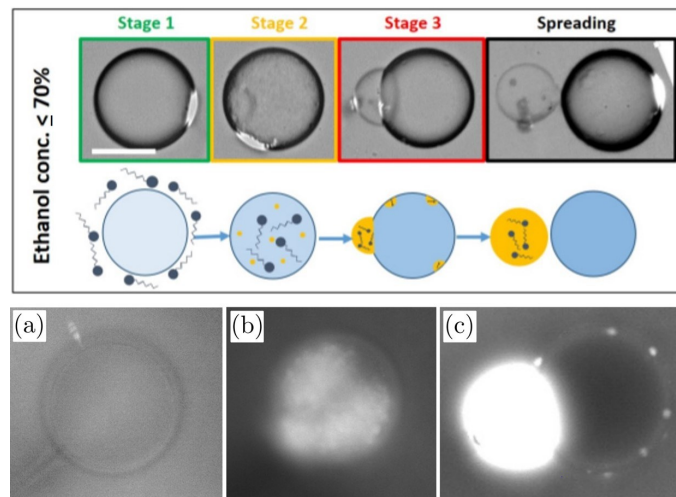 Stage 1 Stage 2 Stage 3 Spreading
Ethanol conc. ≤ 70%
(a) (b) (c)